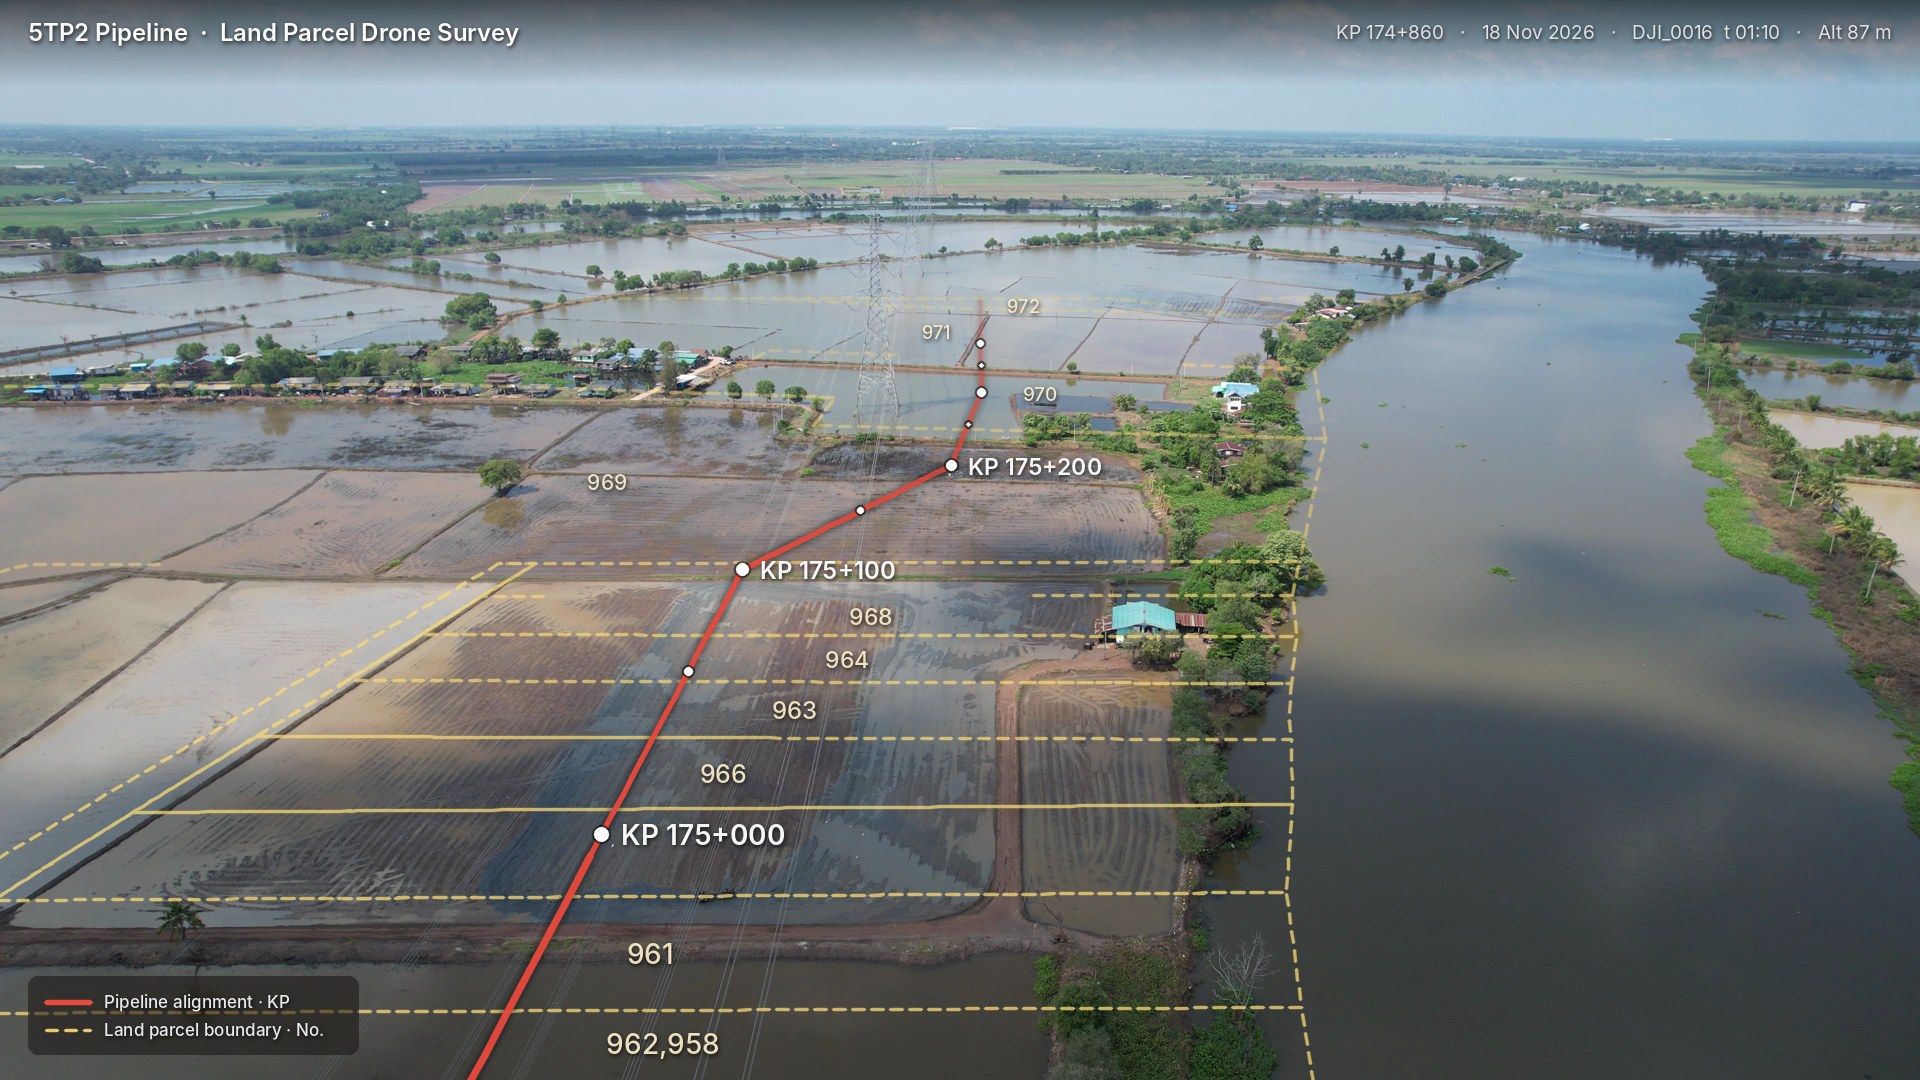 5TP2 Pipeline · Land Parcel Drone Survey
KP 174+860 · 18 Nov 2026 · DJI_0016 t 01:10 · Alt 87 m
972
971
970
KP 175+200
969
KP 175+100
968
964
963
966
KP 175+000
961
962,958
Pipeline alignment · KP
Land parcel boundary · No.